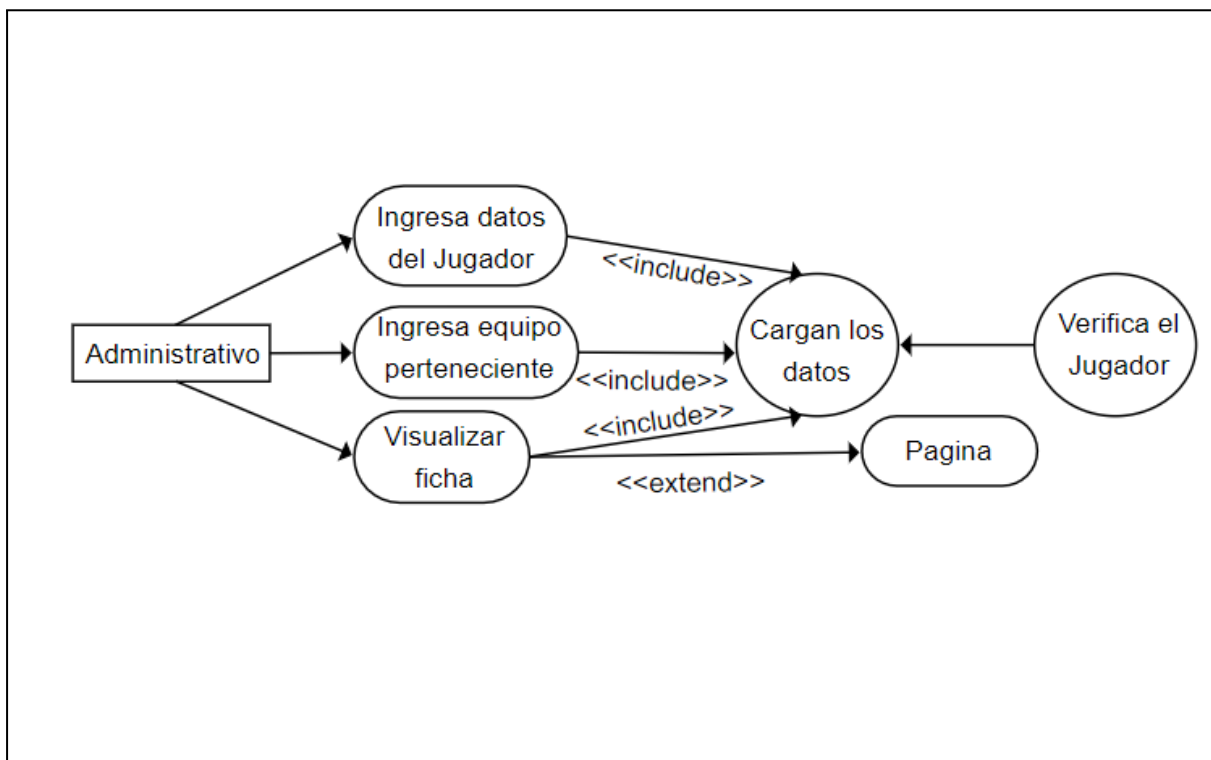 Ingresa datos
del Jugador
<<include>>
Administrativo
Ingresa equipo
perteneciente
<<include>>
Cargan los
datos
Verifica el
Jugador
Visualizar
ficha
<<include>>
<<extend>>
Pagina